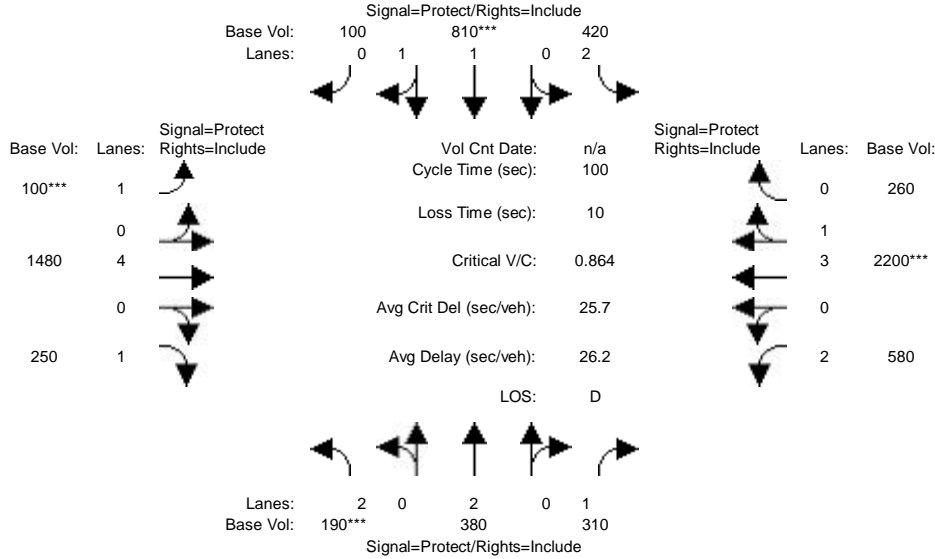 Signal=Protect/Rights=Include
Base Vol: 100 810*** 420
Lanes: 0 1 1 0 2
Signal=Protect Signal=Protect
Base Vol: Lanes: Rights=Include Vol Cnt Date: n/a Rights=Include Lanes: Base Vol:
Cycle Time (sec): 100
100*** 1 0 260
Loss Time (sec): 10
0 1
1480 4 Critical V/C: 0.864 3 2200***
0 Avg Crit Del (sec/veh): 25.7 0
250 1 Avg Delay (sec/veh): 26.2 2 580
LOS: D
Lanes: 2 0 2 0 1
Base Vol: 190*** 380 310
Signal=Protect/Rights=Include